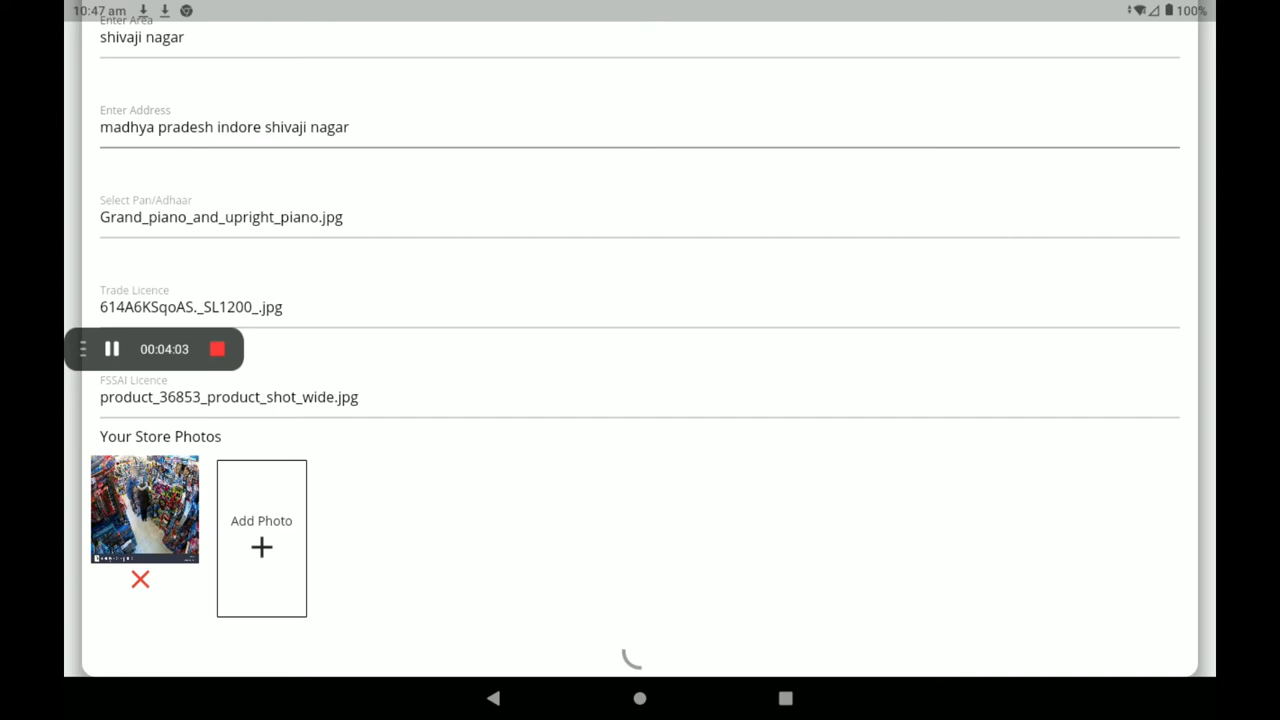 10:47 am
100%
Enter Area
shivaji nagar
Enter Address
madhya pradesh indore shivaji nagar
Select Pan/Adhaar
Grand_piano_and_upright_piano.jpg
Trade Licence
614A6KSqoAS._SL1200_.jpg
00:04:03
FSSAI Licence
product_36853_product_shot_wide.jpg
Your Store Photos
Add Photo